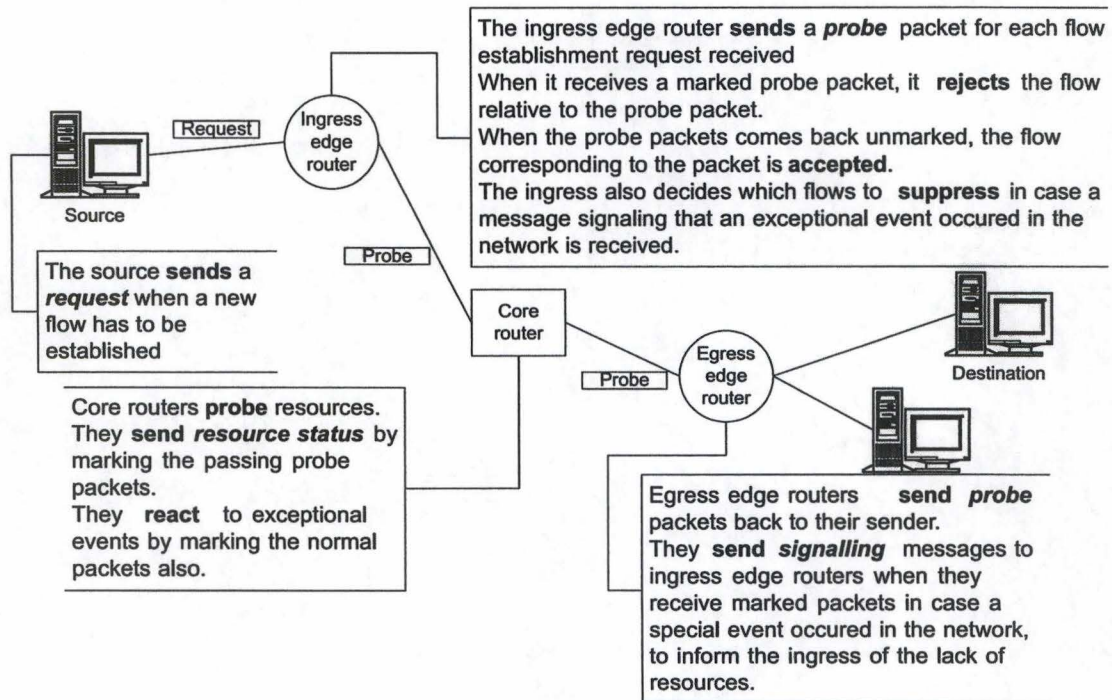 The ingress edge router sends a probe packet for each flow
establishment request received
When it receives a marked probe packet, it rejects the flow
relative to the probe packet.
When the probe packets comes back unmarked, the flow
corresponding to the packet is accepted.
The ingress also decides which flows to suppress in case a
message signaling that an exceptional event occured in the
network is received.
Request
Ingress
edge
router
Source
Probe
The source sends a
request when a new
flow has to be
established
Core
router
Probe
Egress
edge
router
Destination
Core routers probe resources.
They send resource status by
marking the passing probe
packets.
They react to exceptional
events by marking the normal
packets also.
Egress edge routers send probe
packets back to their sender.
They send signalling messages to
ingress edge routers when they
receive marked packets in case a
special event occured in the network,
to inform the ingress of the lack of
resources.